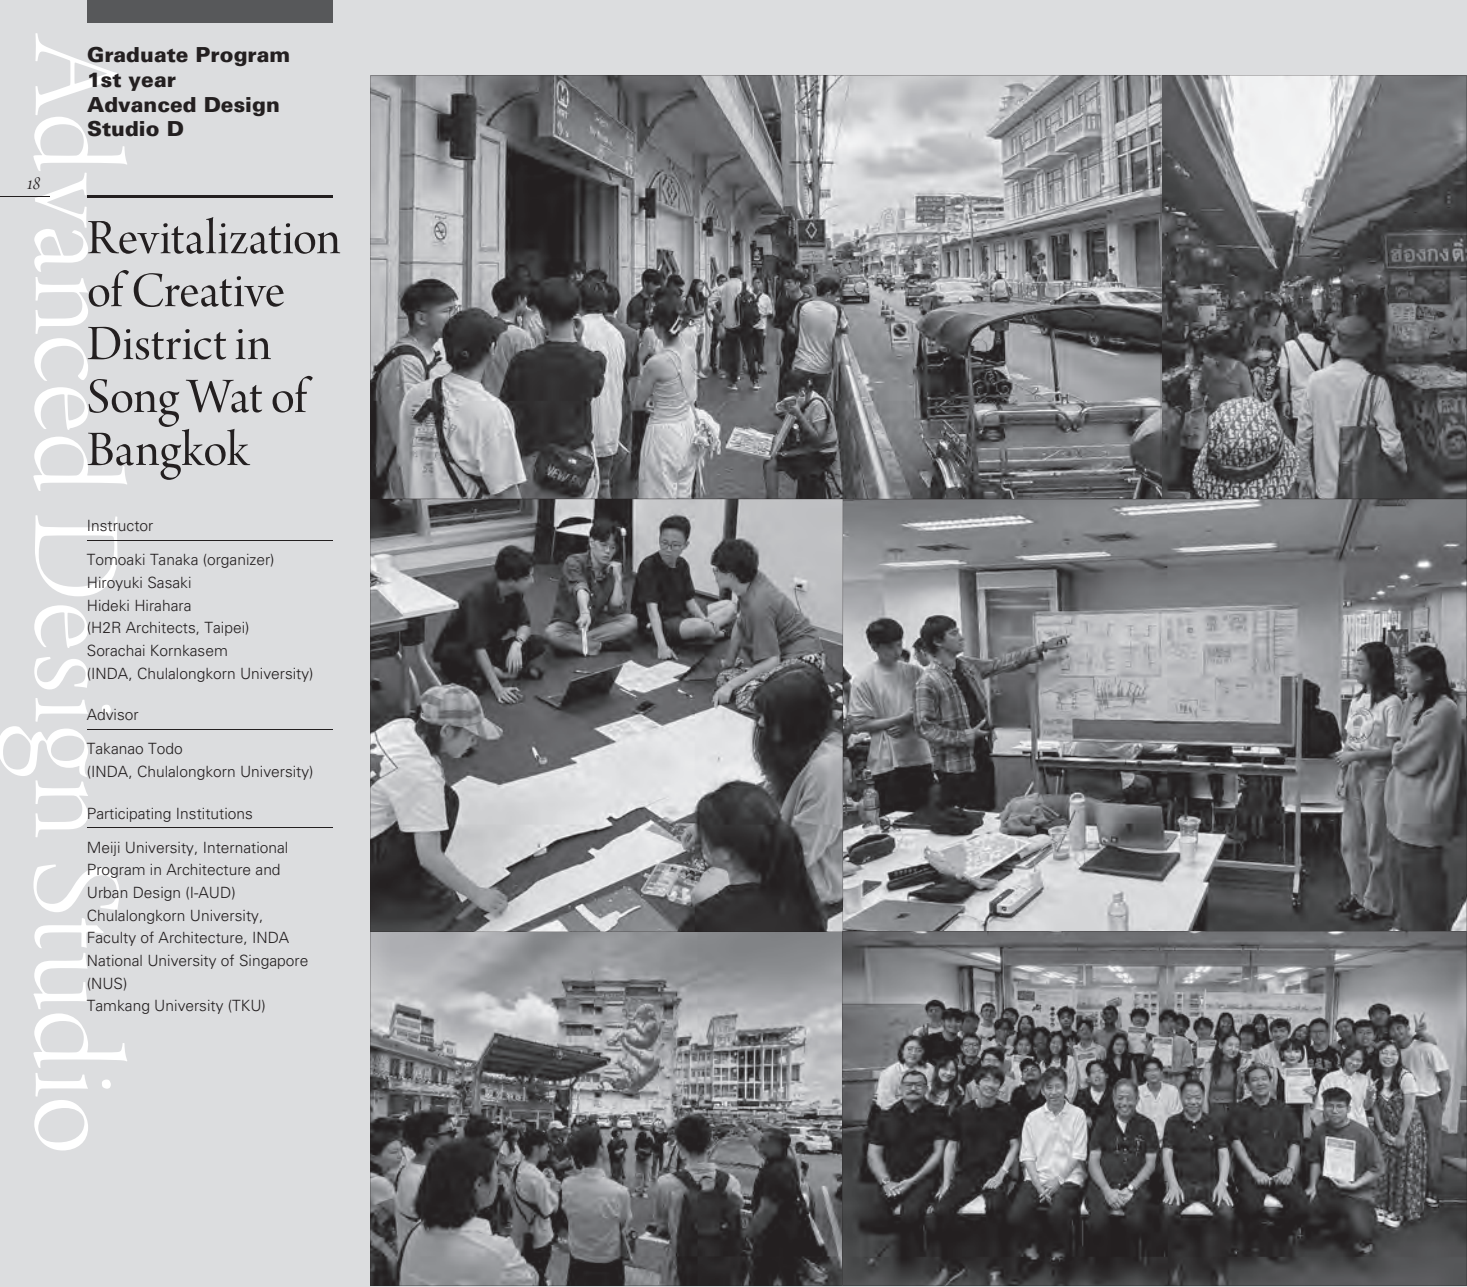 Graduate Program
1st year
Advanced Design
Studio D
18
Revitalization
of Creative
District in
Song Wat of
Bangkok
Instructor
Tomoaki Tanaka (organizer)
Hiroyuki Sasaki
Hideki Hirahara
(H2R Architects, Taipei)
Sorachai Kornkasem
(INDA, Chulalongkorn University)
Advisor
Takanao Todo
(INDA, Chulalongkorn University)
Participating Institutions
Meiji University, International
Program in Architecture and
Urban Design (I-AUD)
Chulalongkorn University,
Faculty of Architecture, INDA
National University of Singapore
(NUS)
Tamkang University (TKU)
Advanced Design Studio